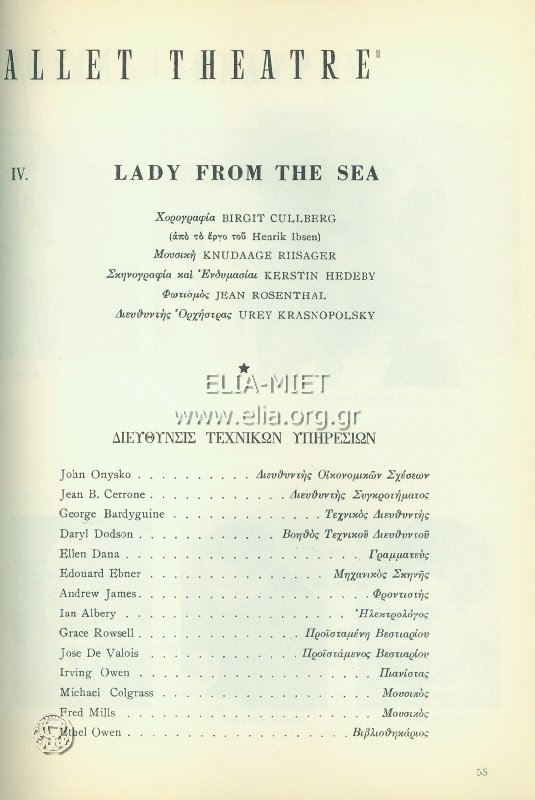 ALLET THEATRE"
IV. LADY FROM THE SEA
Χορογραφία BIRGIT CULLBERG
(ἀπὸ τὸ ἔργο τοῦ Henrik Ibsen)
Μουσικὴ KNUDAAGE RIISAGER
Σκηνογραφία καὶ Ἐνδυμασίαι KERSTIN HEDEBY
Φωτισμὸς JEAN ROSENTHAL
Διευθυντὴς Ὀρχήστρας UREY KRASNOPOLSKY
★
ELIA-MIET
www.elia.org.gr
ΔΙΕΥΘΥΝΣΙΣ ΤΕΧΝΙΚΩΝ ΥΠΗΡΕΣΙΩΝ
John Onysko . . . . . . . . . . Διευθυντὴς Οἰκονομικῶν Σχέσεων
Jean B. Cerrone . . . . . . . . . . Διευθυντὴς Συγκροτήματος
George Bardyguine . . . . . . . . . . . . . Τεχνικὸς Διευθυντὴς
Daryl Dodson . . . . . . . . . . Βοηθὸς Τεχνικοῦ Διευθυντοῦ
Ellen Dana . . . . . . . . . . . . . . . . . . . Γραμματεὺς
Edouard Ebner . . . . . . . . . . . . . . Μηχανικὸς Σκηνῆς
Andrew James . . . . . . . . . . . . . . . . . . Φροντιστὴς
Ian Albery . . . . . . . . . . . . . . . . . . Ἠλεκτρολόγος
Grace Rowsell . . . . . . . . . . . . Προϊσταμένη Βεστιαρίου
Jose De Valois . . . . . . . . . . . . Προϊστάμενος Βεστιαρίου
Irving Owen . . . . . . . . . . . . . . . . . . . Πιανίστας
Michael Colgrass . . . . . . . . . . . . . . . . . Μουσικὸς
Fred Mills . . . . . . . . . . . . . . . . . . . . Μουσικὸς
Ethel Owen . . . . . . . . . . . . . . . . . Βιβλιοθηκάριος
55